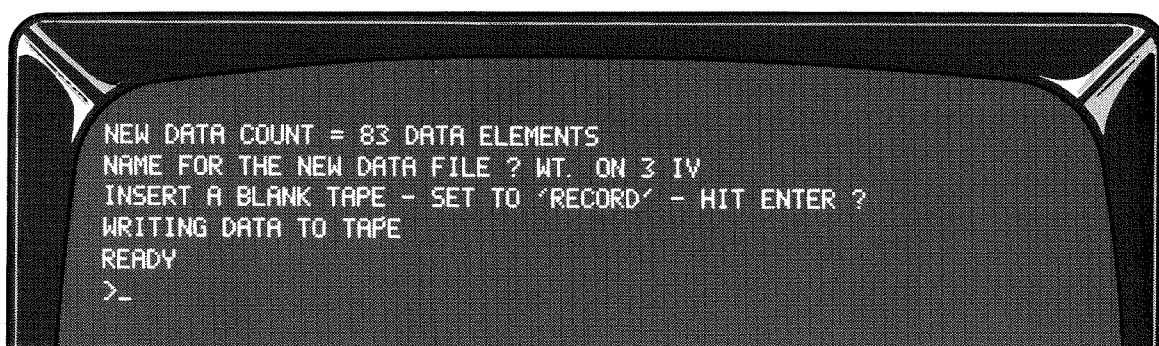 NEW DATA COUNT = 83 DATA ELEMENTS
NAME FOR THE NEW DATA FILE ? WT. ON 3 IV
INSERT A BLANK TAPE - SET TO 'RECORD' - HIT ENTER ?
WRITING DATA TO TAPE
READY
>_